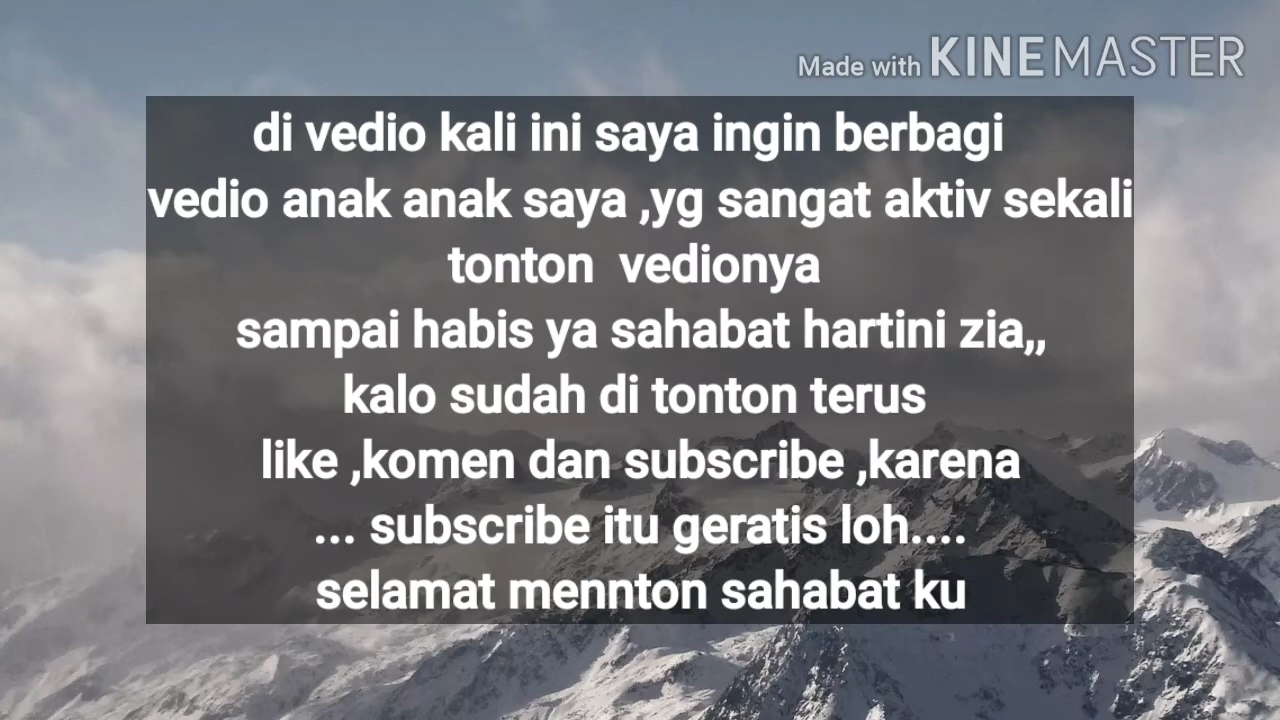 Made with KINEMASTER
di vedio kali ini saya ingin berbagi
vedio anak anak saya ,yg sangat aktiv sekali
tonton  vedionya
sampai habis ya sahabat hartini zia,,
kalo sudah di tonton terus
like ,komen dan subscribe ,karena
... subscribe itu geratis loh....
selamat mennton sahabat ku